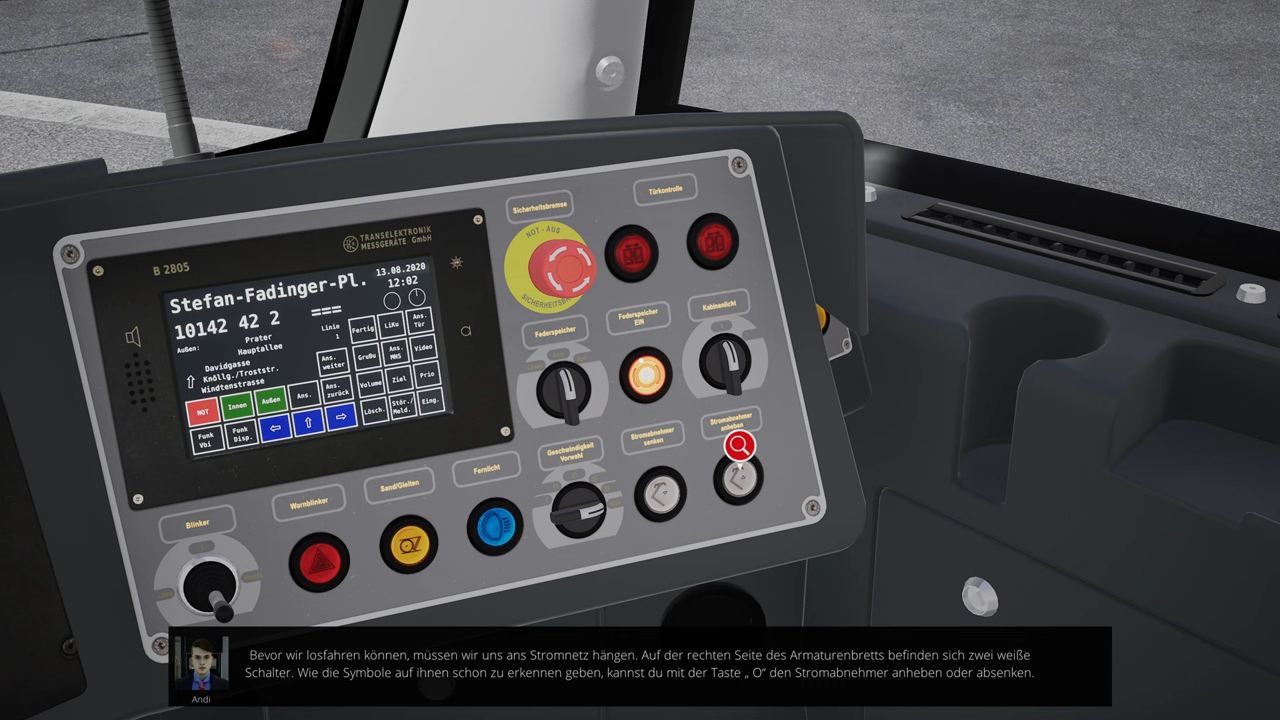 Sicherheitsbremse
Türkontrolle
NOT - AUS
TRANSELEKTRONIK
MESSGERÄTE GmbH
B 2805
Stefan-Fadinger-Pl.
13.08.2020
12:02
10142 42 2
===
Linie
1
Fertig
LiKu
Ans.
Tür
Außen:
Prater
Hauptallee
Davidgasse
Knöllg./Troststr.
Windtenstrasse
Ans.
weiter
GruBu
Ans.
MNS
Video
NOT
Innen
Außen
Ans.
Ans.
zurück
Volume
Ziel
Prio
Funk
Vbi
Funk
Disp.
Lösch.
Stör./
Meld.
Eing.
Federspeicher
Federspeicher
EIN
Kabinenlicht
Blinker
Warnblinker
Sand/Gleiten
Fernlicht
Geschwindigkeit
Vorwahl
Stromabnehmer
senken
Stromabnehmer
anheben
Bevor wir losfahren können, müssen wir uns ans Stromnetz hängen. Auf der rechten Seite des Armaturenbretts befinden sich zwei weiße
Schalter. Wie die Symbole auf ihnen schon zu erkennen geben, kannst du mit der Taste „ O“ den Stromabnehmer anheben oder absenken.
Andi